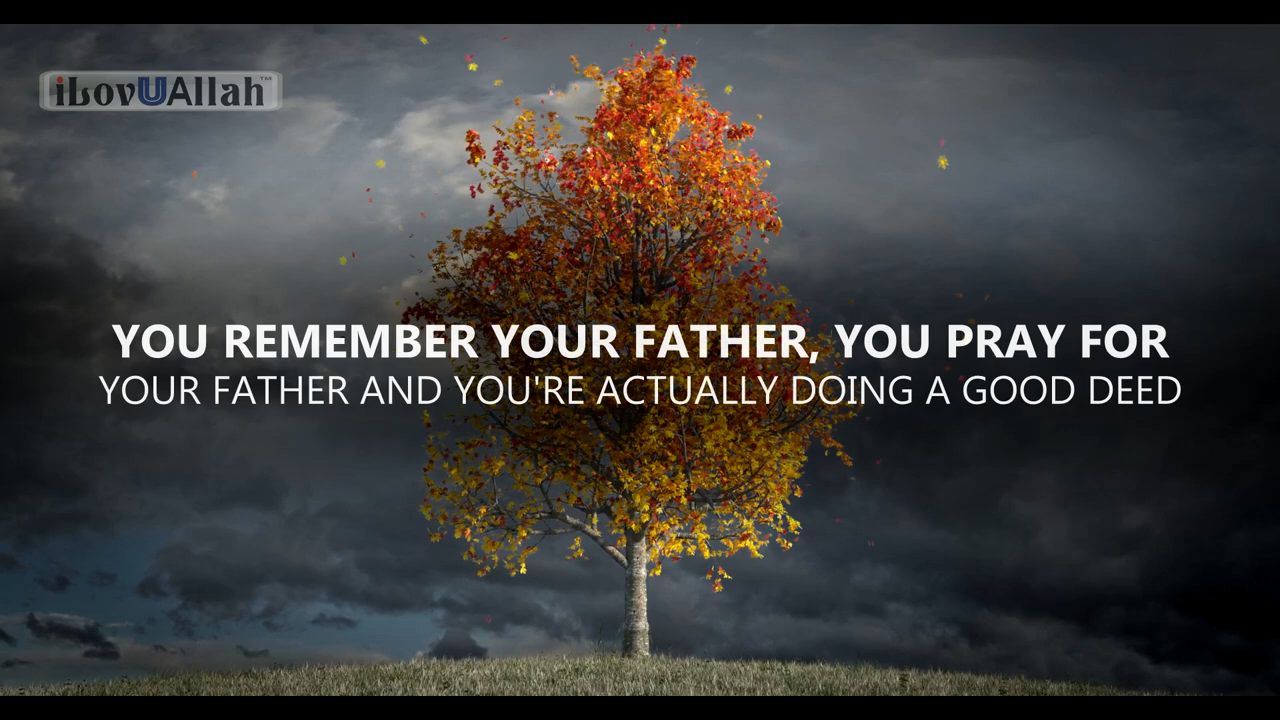 iLovUAllah™
YOU REMEMBER YOUR FATHER, YOU PRAY FOR
YOUR FATHER AND YOU'RE ACTUALLY DOING A GOOD DEED